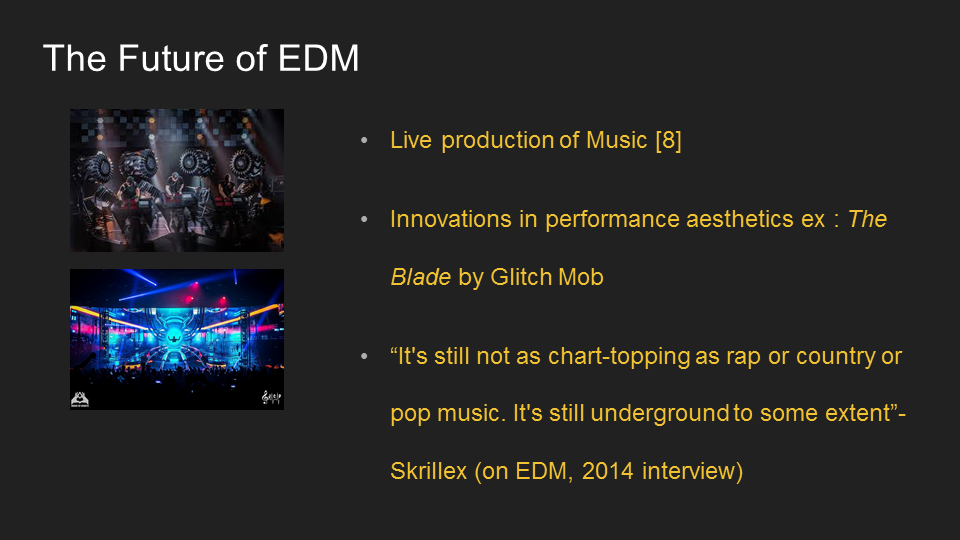 The Future of EDM
• Live production of Music [8]
• Innovations in performance aesthetics ex : The
Blade by Glitch Mob
• “It's still not as chart-topping as rap or country or
pop music. It's still underground to some extent”-
Skrillex (on EDM, 2014 interview)